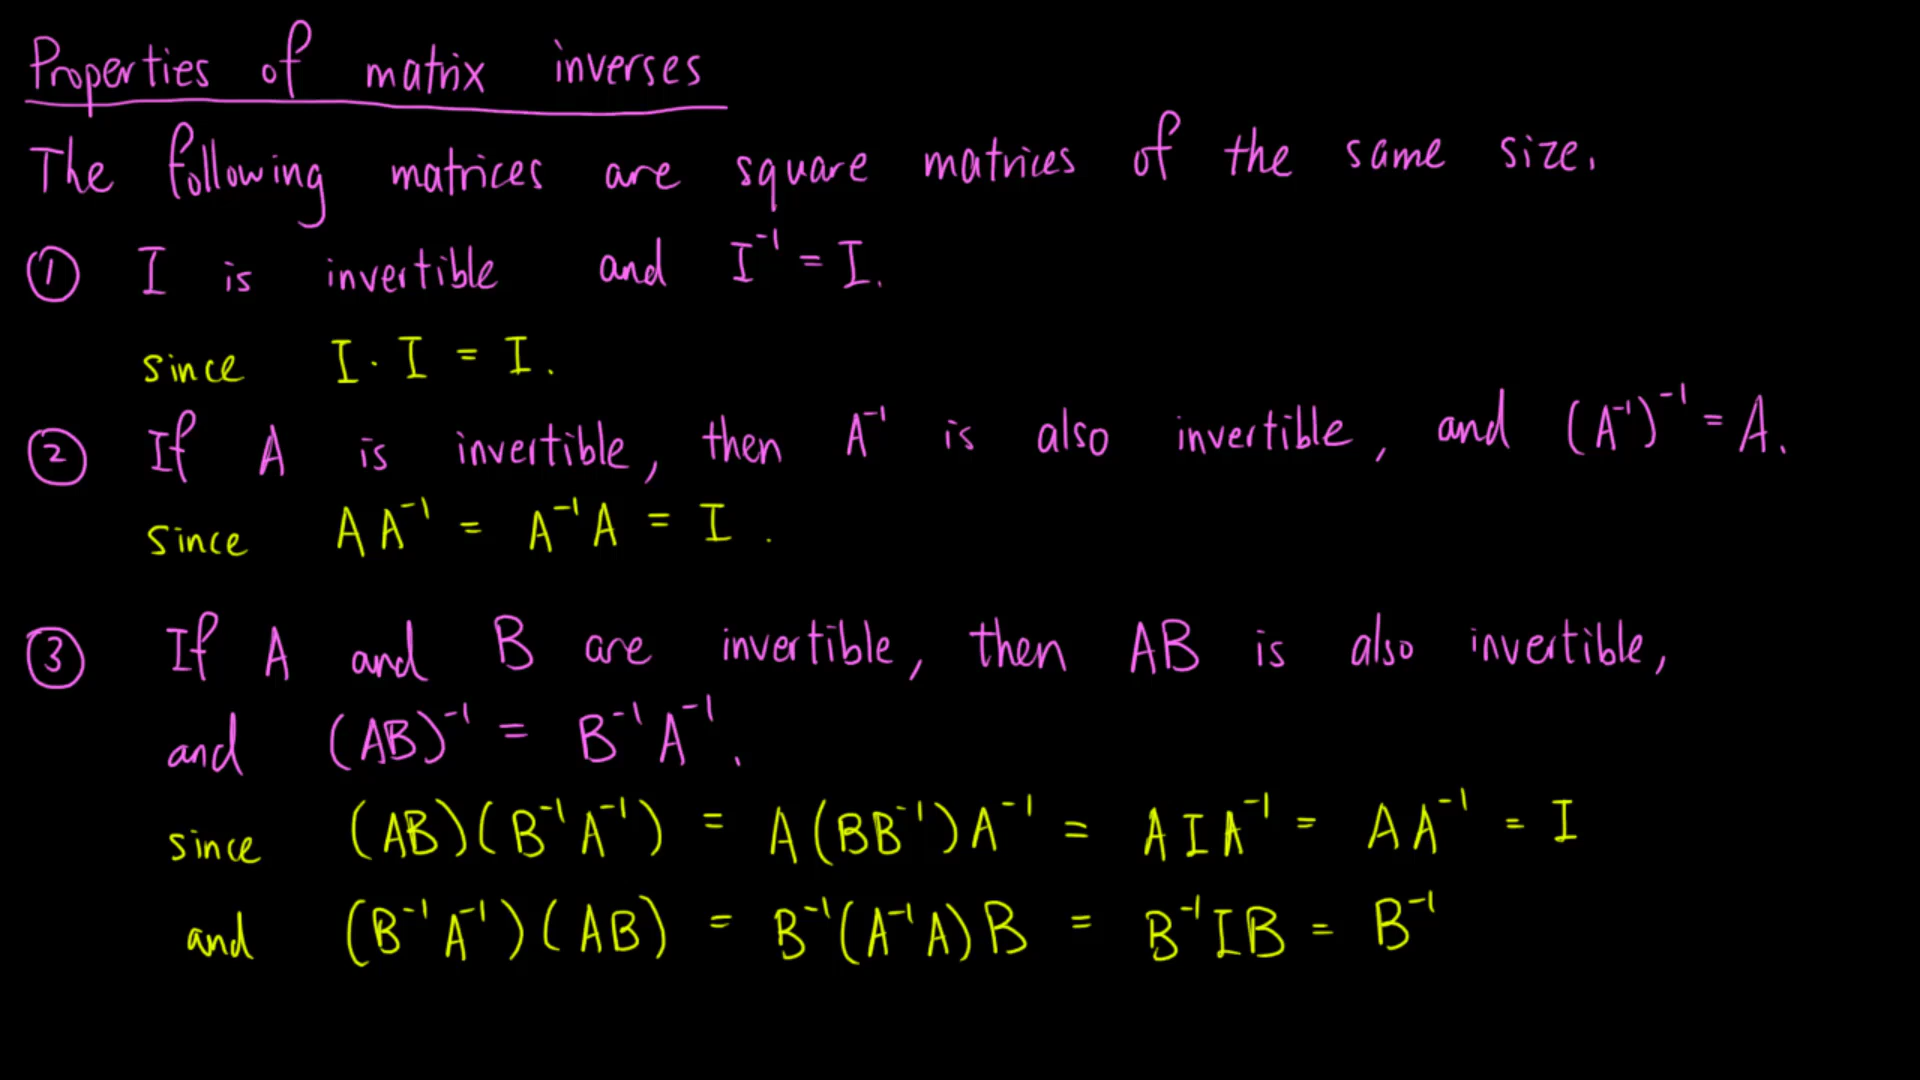 Properties of matrix inverses
The following matrices are square matrices of the same size.
① I is invertible and I⁻¹ = I.
since I · I = I.
② If A is invertible, then A⁻¹ is also invertible, and (A⁻¹)⁻¹ = A.
since AA⁻¹ = A⁻¹A = I.
③ If A and B are invertible, then AB is also invertible,
and (AB)⁻¹ = B⁻¹A⁻¹.
since (AB)(B⁻¹A⁻¹) = A(BB⁻¹)A⁻¹ = AIA⁻¹ = AA⁻¹ = I
and (B⁻¹A⁻¹)(AB) = B⁻¹(A⁻¹A)B = B⁻¹IB = B⁻¹